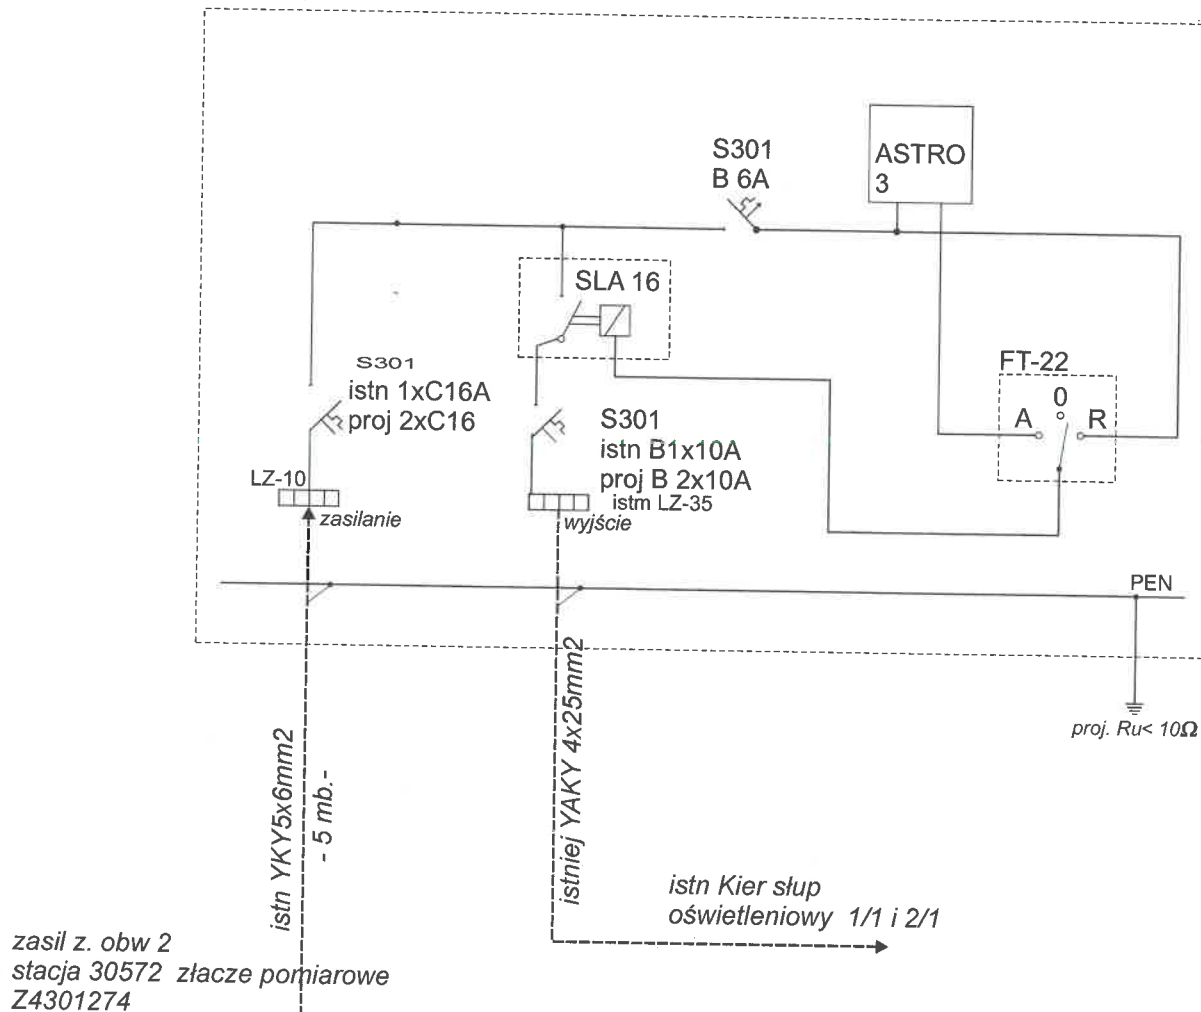 S301
B 6A
ASTRO
3
SLA 16
S301
istn 1xC16A
proj 2xC16
FT-22
0
A
R
S301
istn B1x10A
proj B 2x10A
LZ-10
istm LZ-35
zasilanie
wyjście
PEN
proj. Ru< 10Ω
istn YKY5x6mm2
- 5 mb.-
istniej YAKY 4x25mm2
istn Kier słup
oświetleniowy 1/1 i 2/1
zasil z. obw 2
stacja 30572 złacze pomiarowe
Z4301274